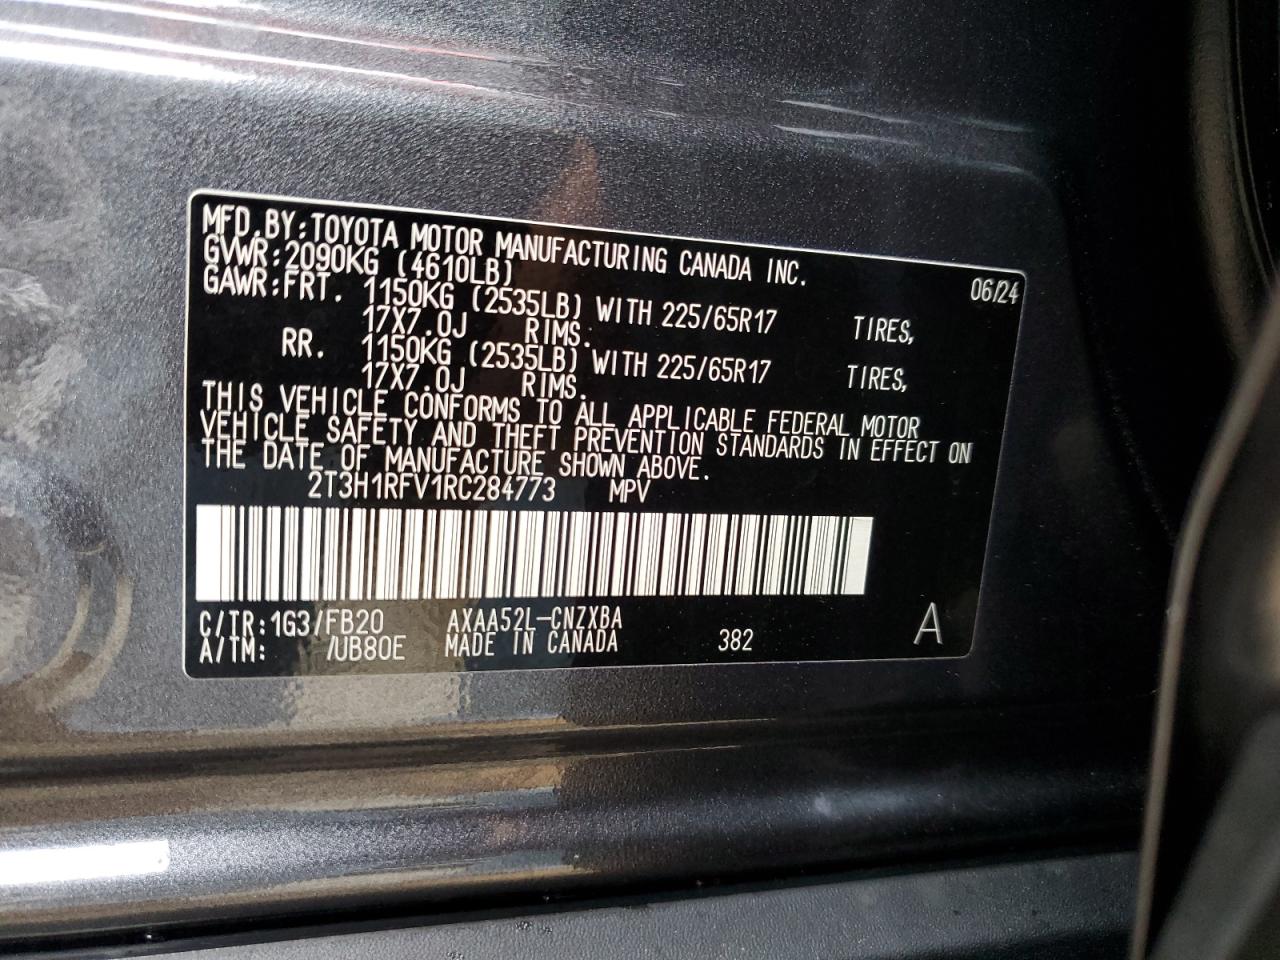 MFD.BY:TOYOTA MOTOR MANUFACTURING CANADA INC.
GVWR:2090KG (4610LB) 06/24
GAWR:FRT. 1150KG (2535LB) WITH 225/65R17 TIRES,
17X7.0J RIMS.
RR. 1150KG (2535LB) WITH 225/65R17 TIRES,
17X7.0J RIMS.
THIS VEHICLE CONFORMS TO ALL APPLICABLE FEDERAL MOTOR
VEHICLE SAFETY AND THEFT PREVENTION STANDARDS IN EFFECT ON
THE DATE OF MANUFACTURE SHOWN ABOVE.
2T3H1RFV1RC284773 MPV
C/TR:1G3/FB20 AXAA52L-CNZXBA
A/TM: /UB80E MADE IN CANADA 382 A